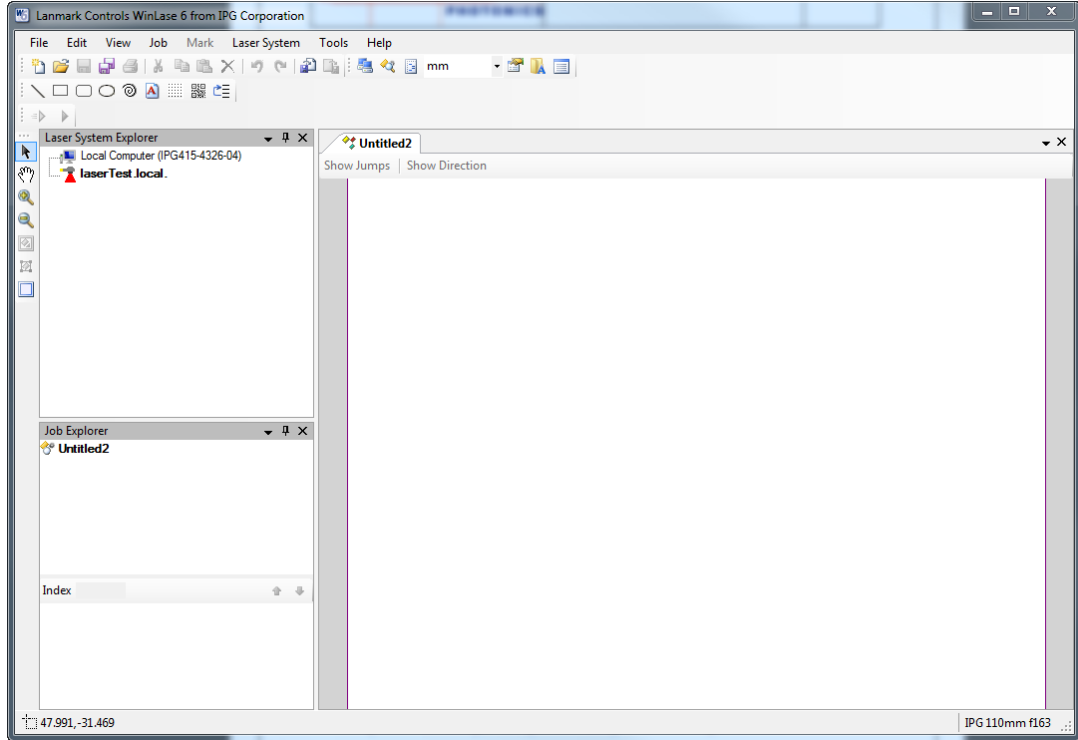 Lanmark Controls WinLase 6 from IPG Corporation
PHOTONICS
File Edit View Job Mark Laser System Tools Help
mm
Laser System Explorer
Local Computer (IPG415-4326-04)
laserTest.local.
Untitled2
Show Jumps Show Direction
Job Explorer
Untitled2
Index
47.991,-31.469
IPG 110mm f163